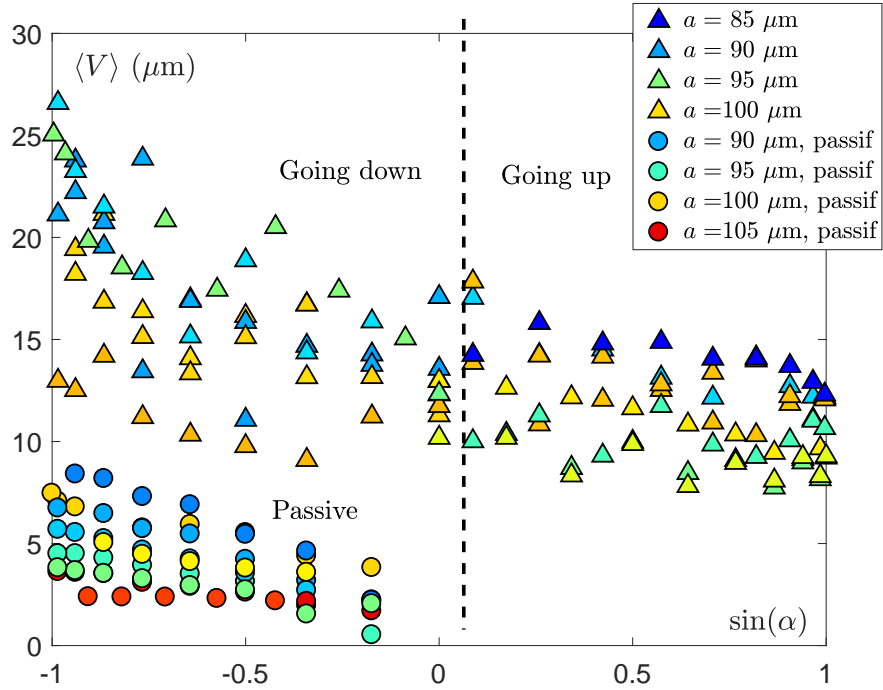 30
⟨V⟩ (μm)
a = 85 μm
a = 90 μm
a = 95 μm
a =100 μm
a = 90 μm, passif
a = 95 μm, passif
a =100 μm, passif
a =105 μm, passif
25
Going down
Going up
20
15
10
Passive
5
sin(α)
0
-1
-0.5
0
0.5
1